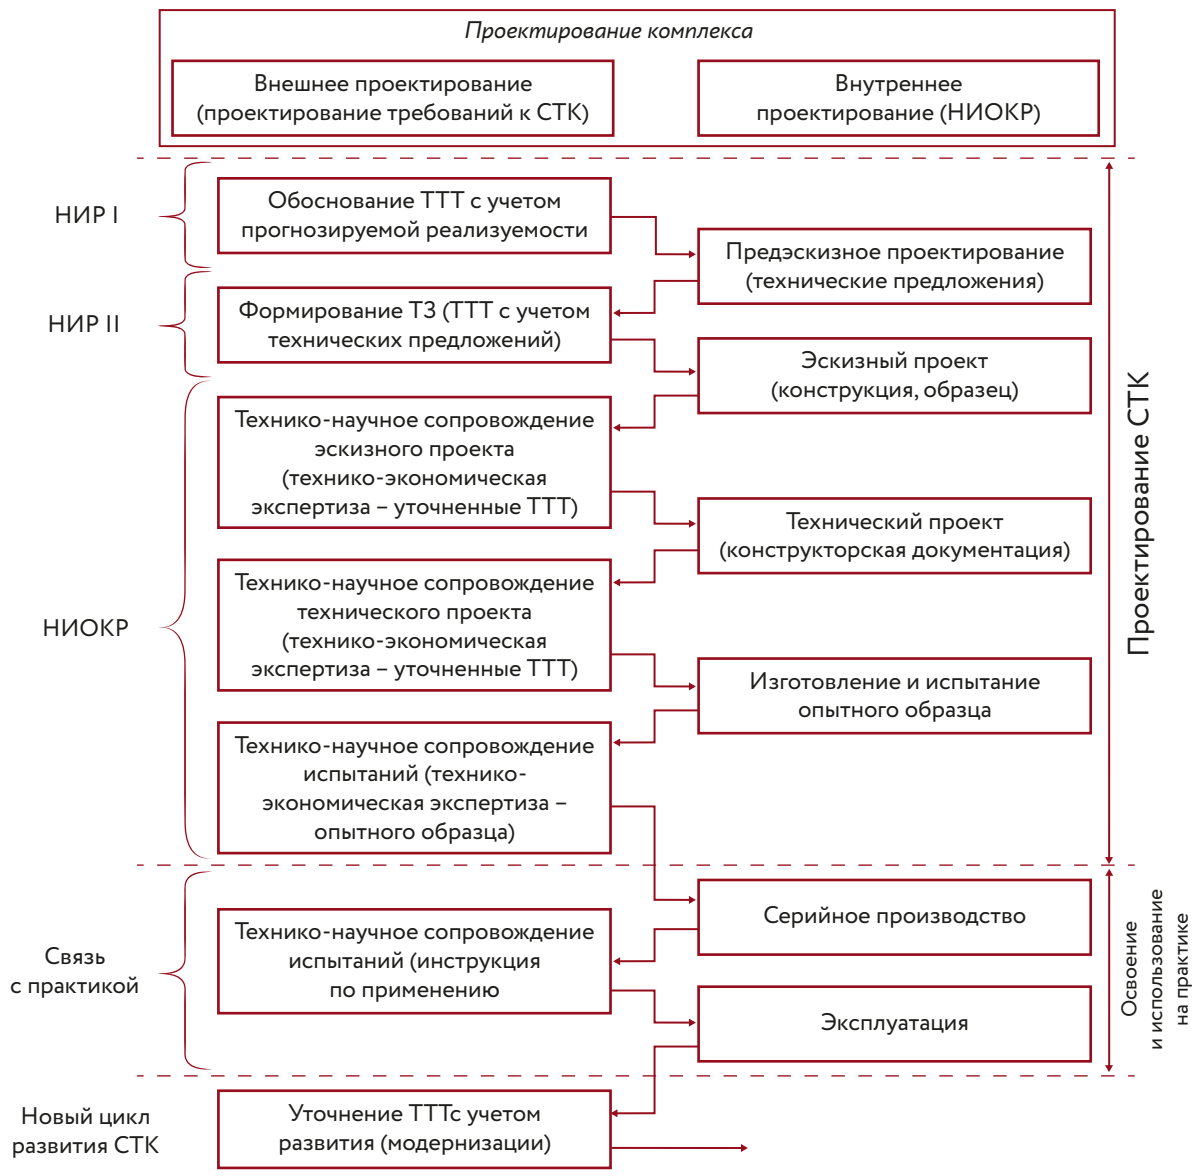 Проектирование комплекса
Внешнее проектирование
(проектирование требований к СТК)
Внутреннее
проектирование (НИОКР)
НИР I
Обоснование ТТТ с учетом
прогнозируемой реализуемости
Предэскизное проектирование
(технические предложения)
НИР II
Формирование ТЗ (ТТТ с учетом
технических предложений)
Эскизный проект
(конструкция, образец)
НИОКР
Технико-научное сопровождение
эскизного проекта
(технико-экономическая
экспертиза – уточненные ТТТ)
Технический проект
(конструкторская документация)
Технико-научное сопровождение
технического проекта
(технико-экономическая
экспертиза – уточненные ТТТ)
Изготовление и испытание
опытного образца
Технико-научное сопровождение
испытаний (технико-
экономическая экспертиза –
опытного образца)
Проектирование СТК
Связь
с практикой
Серийное производство
Технико-научное сопровождение
испытаний (инструкция
по применению
Эксплуатация
Освоение
и использование
на практике
Новый цикл
развития СТК
Уточнение ТТТс учетом
развития (модернизации)